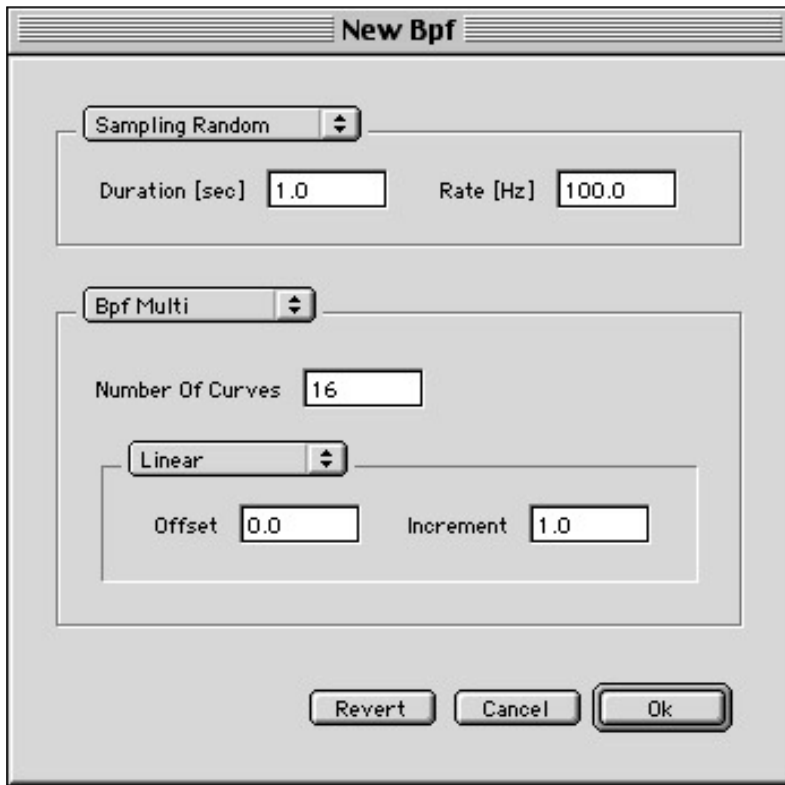 New Bpf
Sampling Random
Duration [sec] 1.0 Rate [Hz] 100.0
Bpf Multi
Number Of Curves 16
Linear
Offset 0.0 Increment 1.0
Revert Cancel Ok